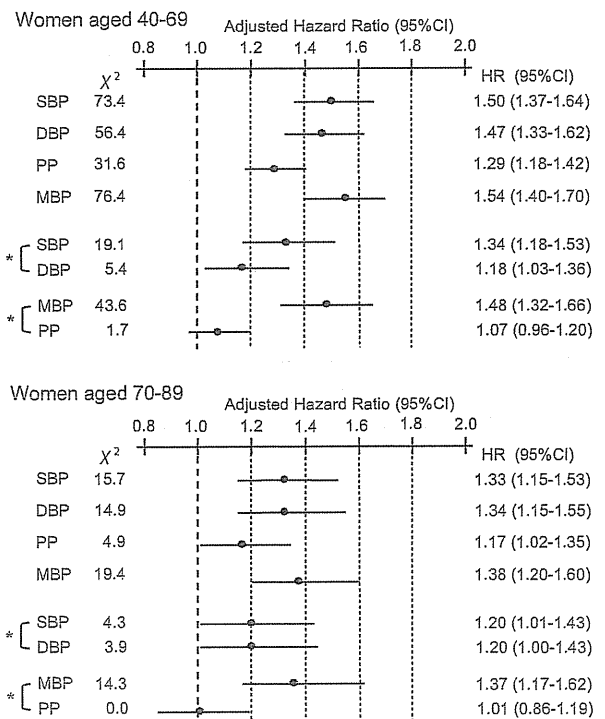 Women aged 40-69
Adjusted Hazard Ratio (95%CI)
0.8 1.0 1.2 1.4 1.6 1.8 2.0
χ² HR (95%CI)
SBP 73.4 1.50 (1.37-1.64)
DBP 56.4 1.47 (1.33-1.62)
PP 31.6 1.29 (1.18-1.42)
MBP 76.4 1.54 (1.40-1.70)
SBP 19.1 1.34 (1.18-1.53)
*
DBP 5.4 1.18 (1.03-1.36)
MBP 43.6 1.48 (1.32-1.66)
*
PP 1.7 1.07 (0.96-1.20)
Women aged 70-89
Adjusted Hazard Ratio (95%CI)
0.8 1.0 1.2 1.4 1.6 1.8 2.0
χ² HR (95%CI)
SBP 15.7 1.33 (1.15-1.53)
DBP 14.9 1.34 (1.15-1.55)
PP 4.9 1.17 (1.02-1.35)
MBP 19.4 1.38 (1.20-1.60)
SBP 4.3 1.20 (1.01-1.43)
*
DBP 3.9 1.20 (1.00-1.43)
MBP 14.3 1.37 (1.17-1.62)
*
PP 0.0 1.01 (0.86-1.19)